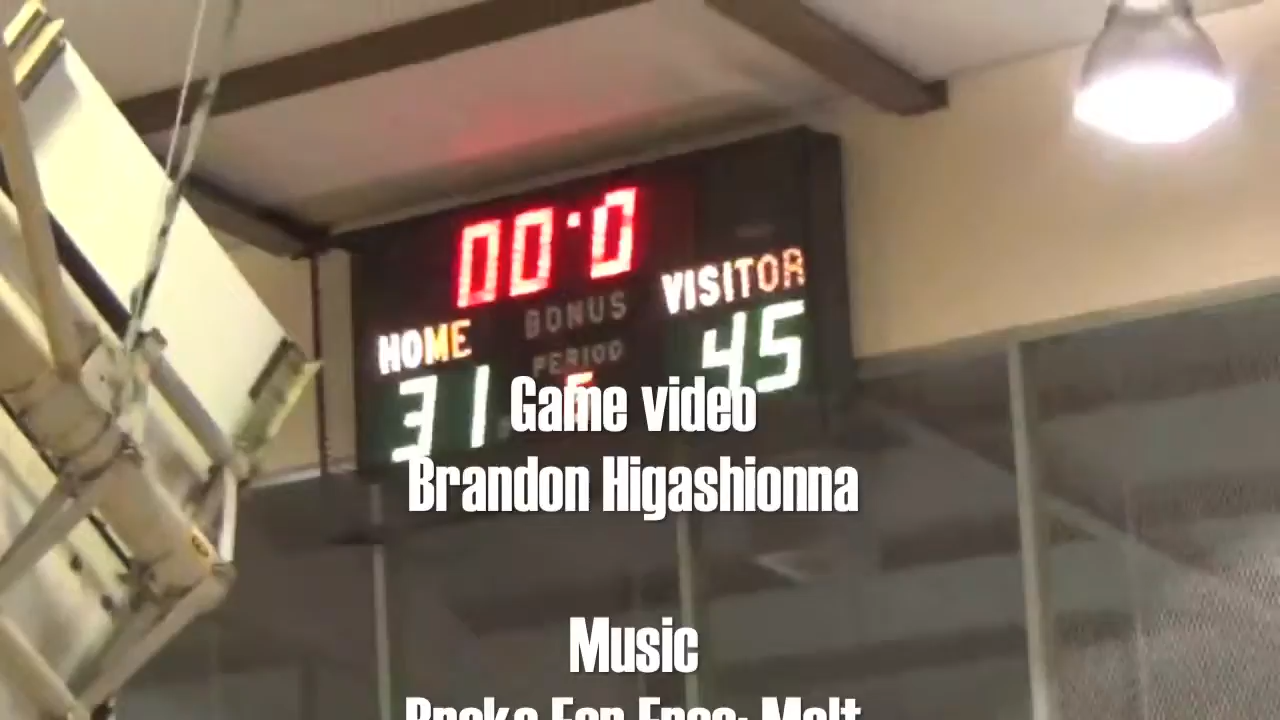 00:0
HOME
BONUS
VISITOR
PERIOD
31
45
Game video
Brandon Higashionna
Music